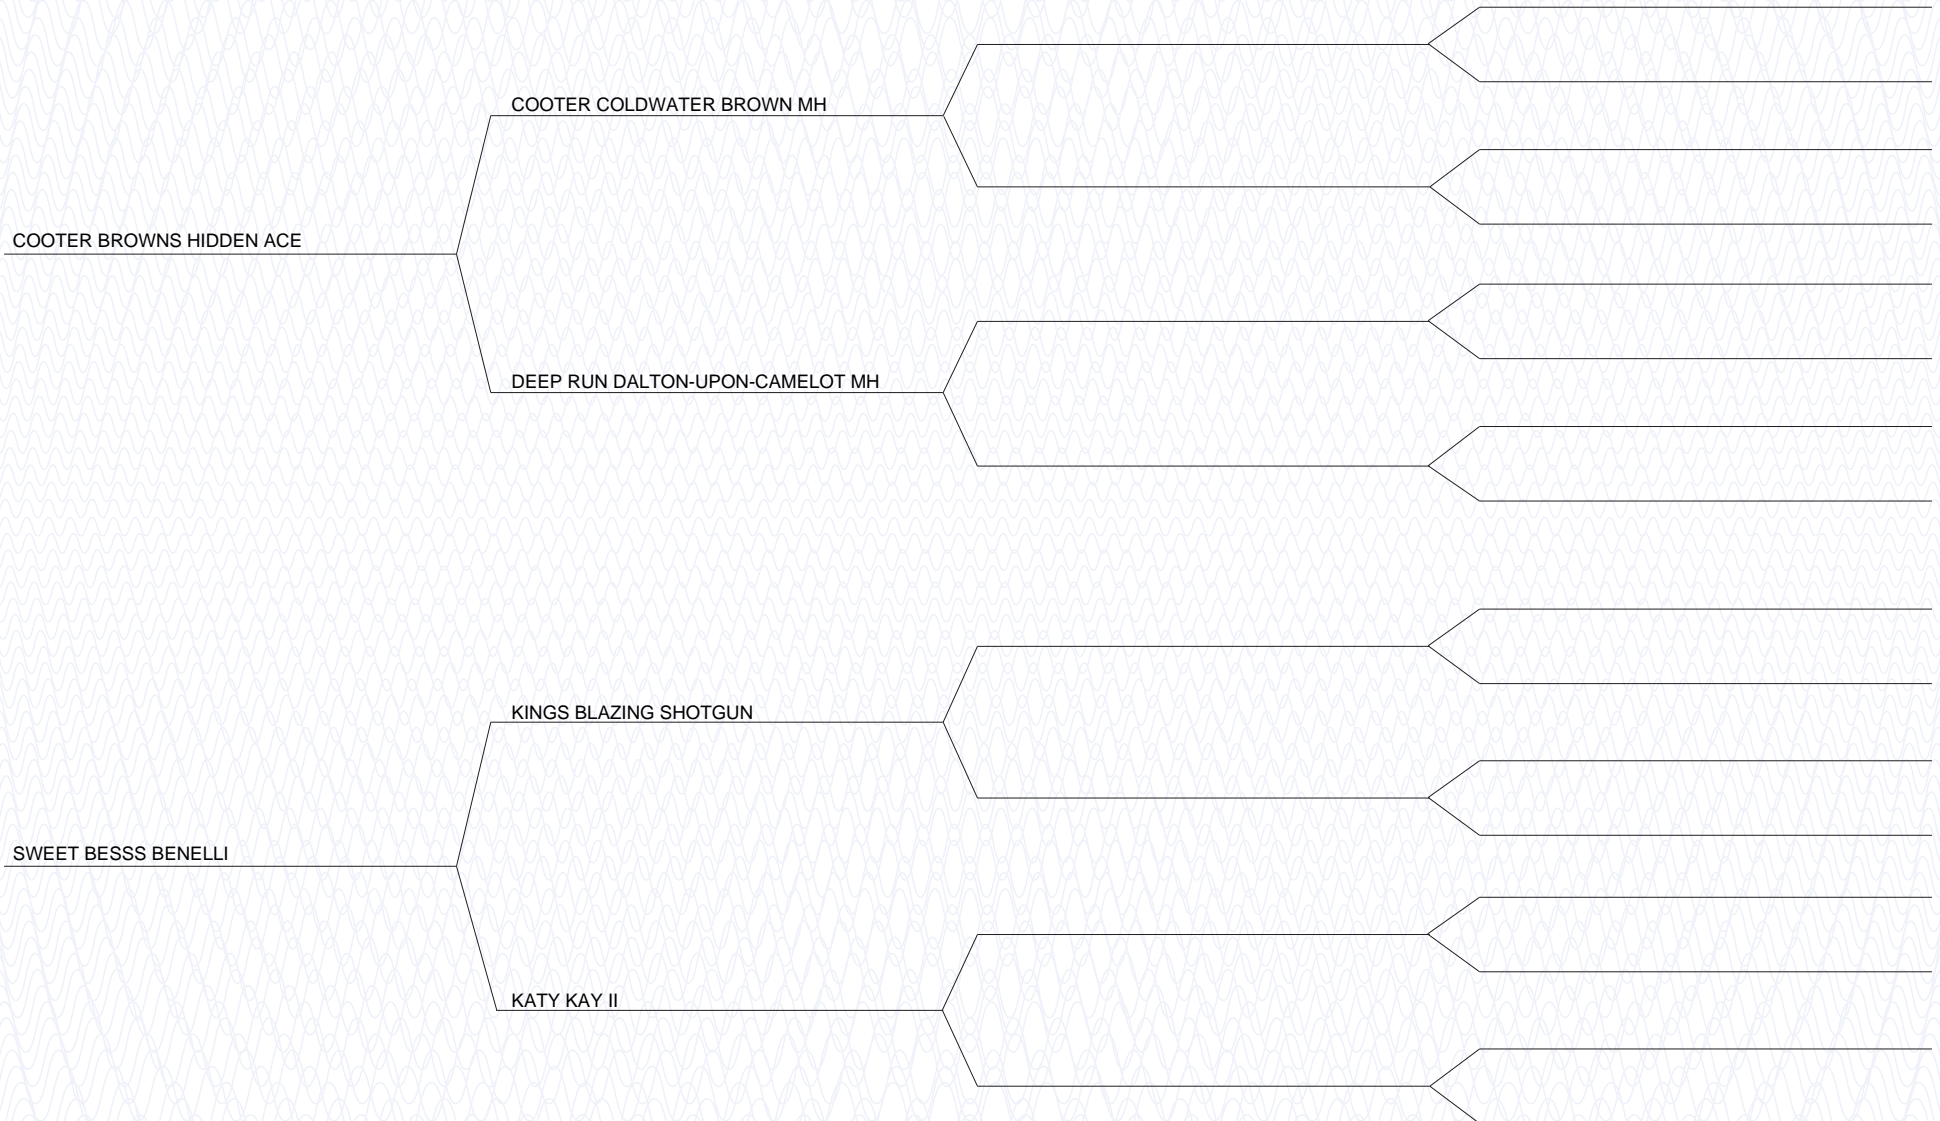 COOTER COLDWATER BROWN MH
COOTER BROWNS HIDDEN ACE
DEEP RUN DALTON-UPON-CAMELOT MH
KINGS BLAZING SHOTGUN
SWEET BESSS BENELLI
KATY KAY II